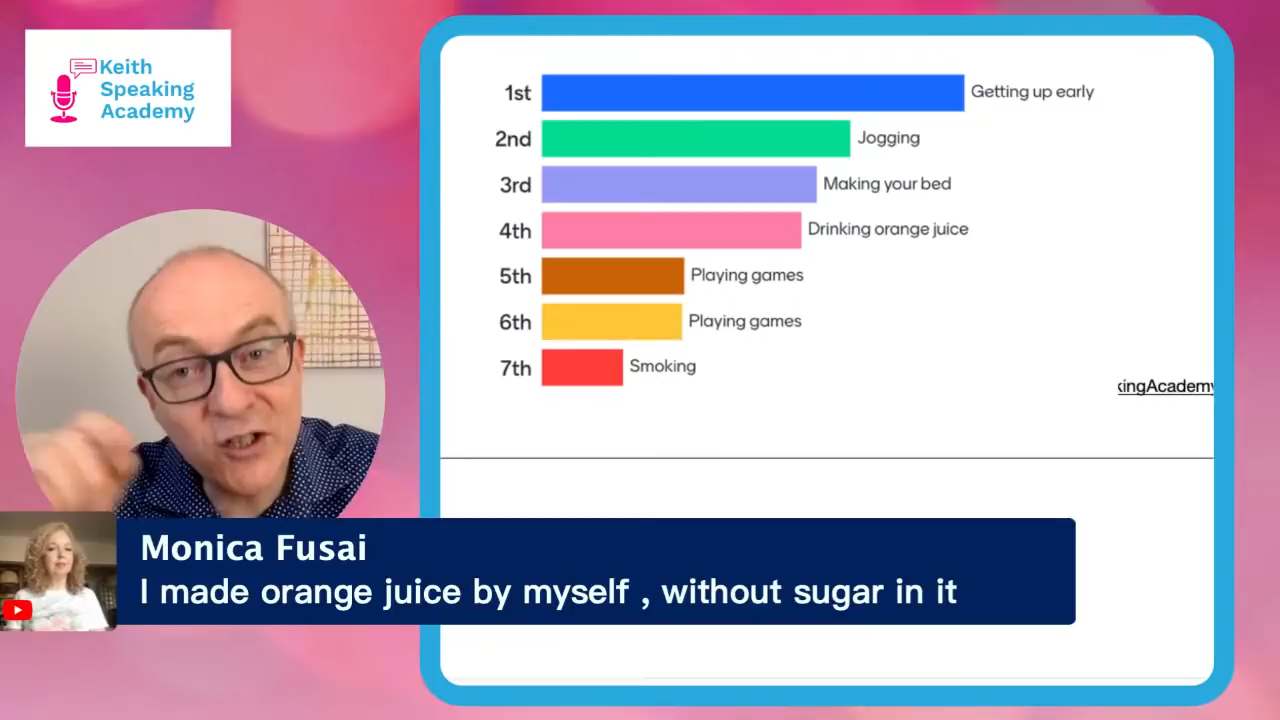 Keith
Speaking
Academy
1st Getting up early
2nd Jogging
3rd Making your bed
4th Drinking orange juice
5th Playing games
6th Playing games
7th Smoking
kingAcademy
Monica Fusai
I made orange juice by myself , without sugar in it